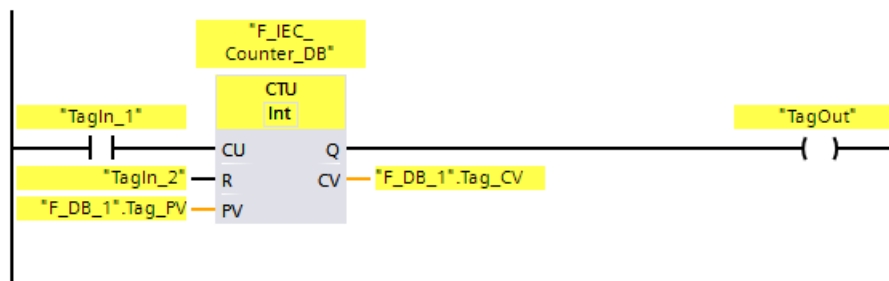 "F_IEC_
Counter_DB"
CTU
Int
"TagIn_1"
"TagOut"
CU Q
"TagIn_2" R CV "F_DB_1".Tag_CV
"F_DB_1".Tag_PV PV